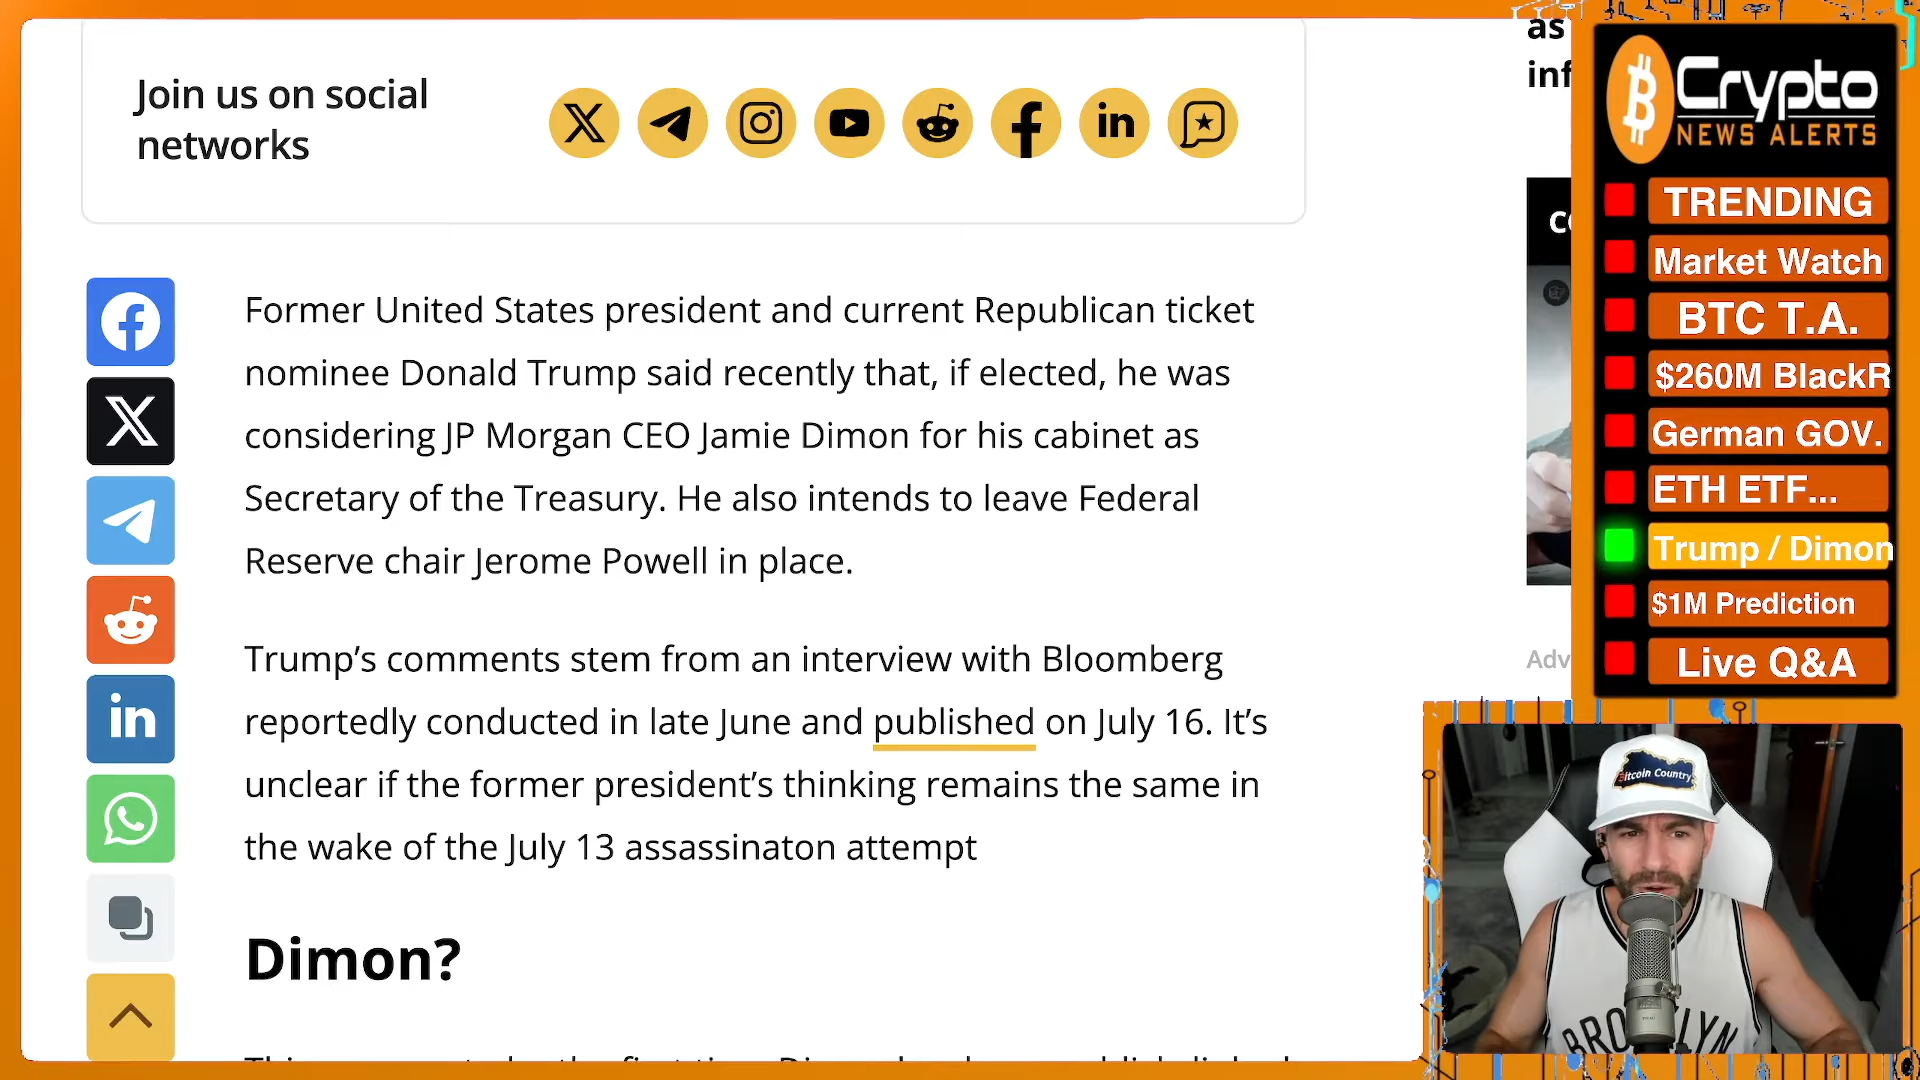 Join us on social
networks
Former United States president and current Republican ticket
nominee Donald Trump said recently that, if elected, he was
considering JP Morgan CEO Jamie Dimon for his cabinet as
Secretary of the Treasury. He also intends to leave Federal
Reserve chair Jerome Powell in place.
Trump’s comments stem from an interview with Bloomberg
reportedly conducted in late June and published on July 16. It’s
unclear if the former president’s thinking remains the same in
the wake of the July 13 assassinaton attempt
Dimon?
as
inf
Adv
Crypto
NEWS ALERTS
TRENDING
Market Watch
BTC T.A.
$260M BlackR
German GOV.
ETH ETF...
Trump / Dimon
$1M Prediction
Live Q&A
Bitcoin Country
BROOKLYN